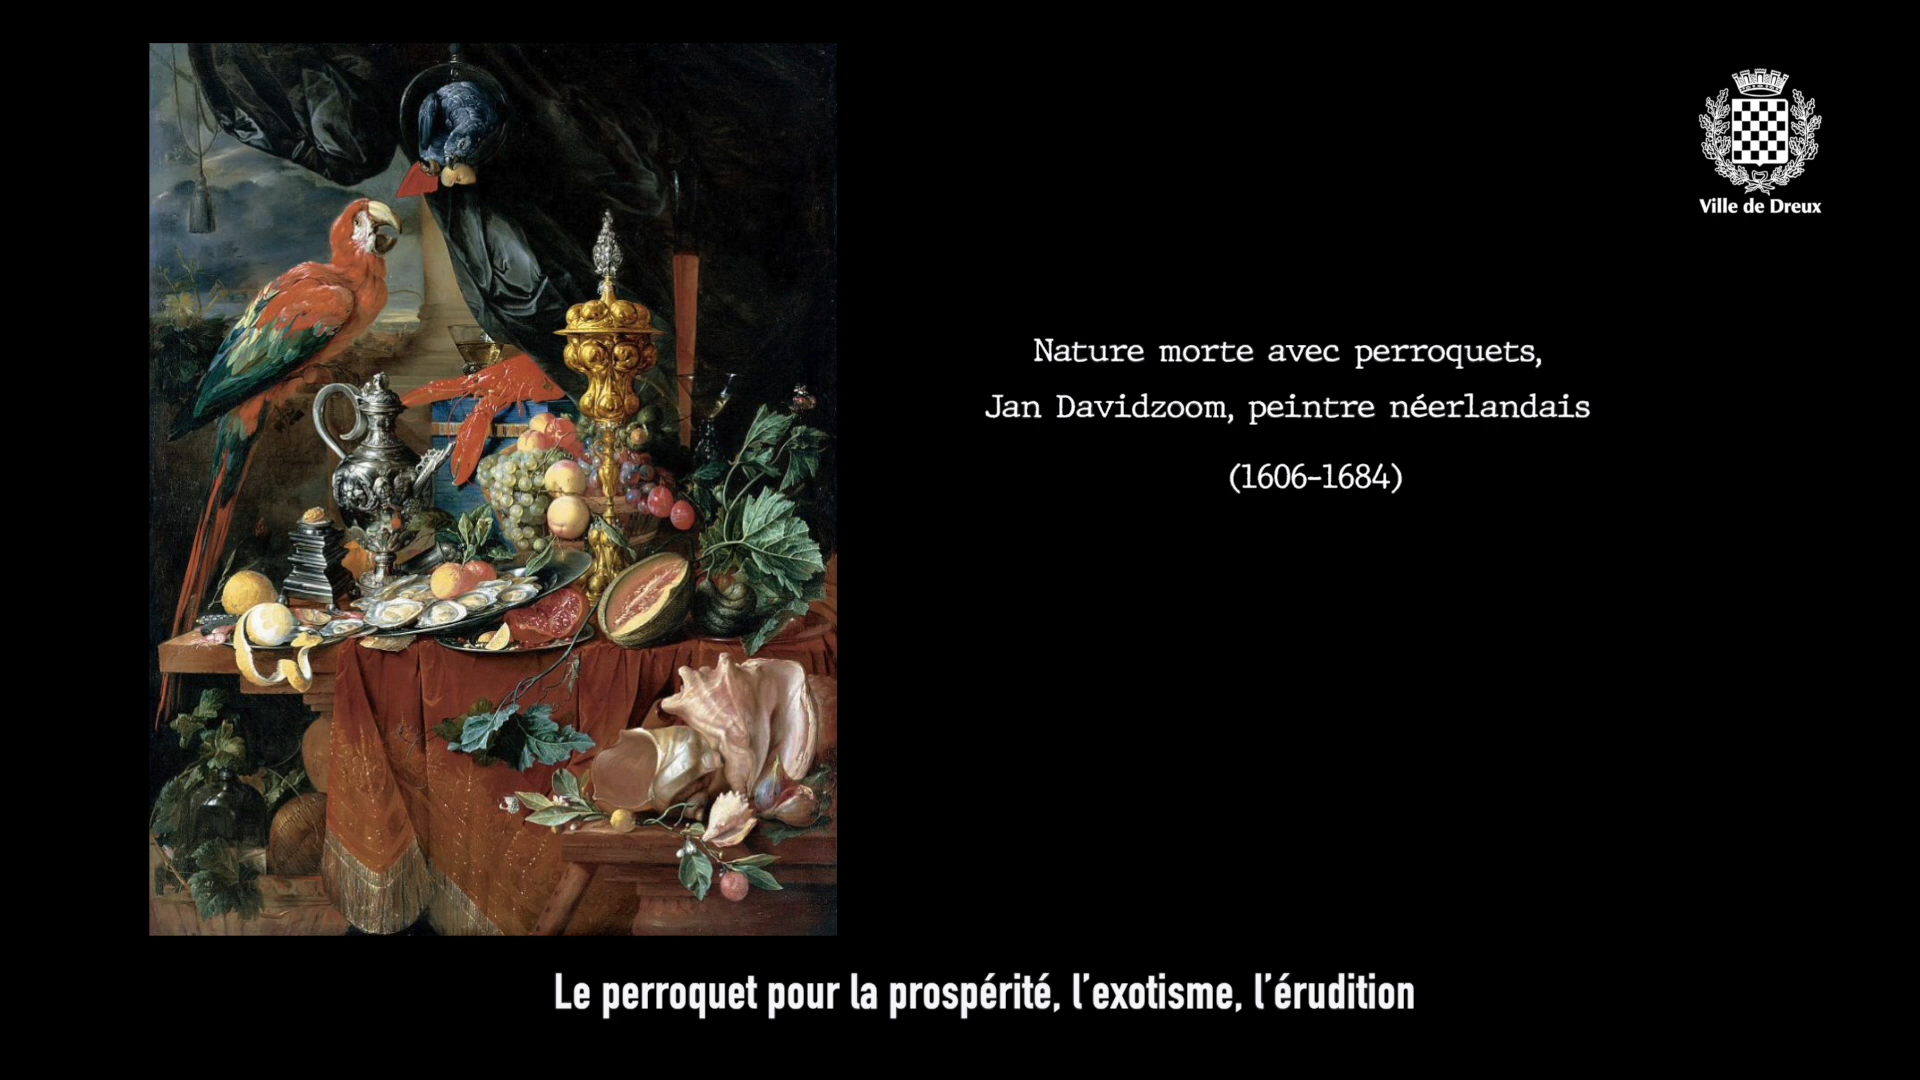 Ville de Dreux
Nature morte avec perroquets,
Jan Davidzoom, peintre néerlandais
(1606-1684)
Le perroquet pour la prospérité, l'exotisme, l'érudition